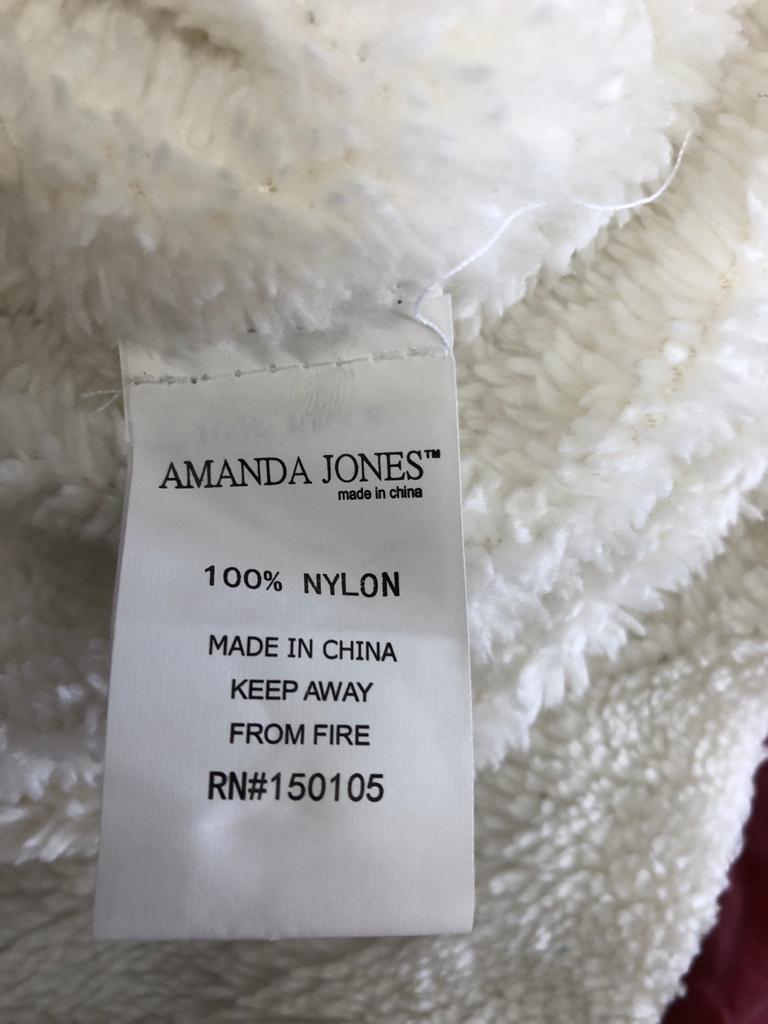 AMANDA JONES™
made in china
100% NYLON
MADE IN CHINA
KEEP AWAY
FROM FIRE
RN#150105